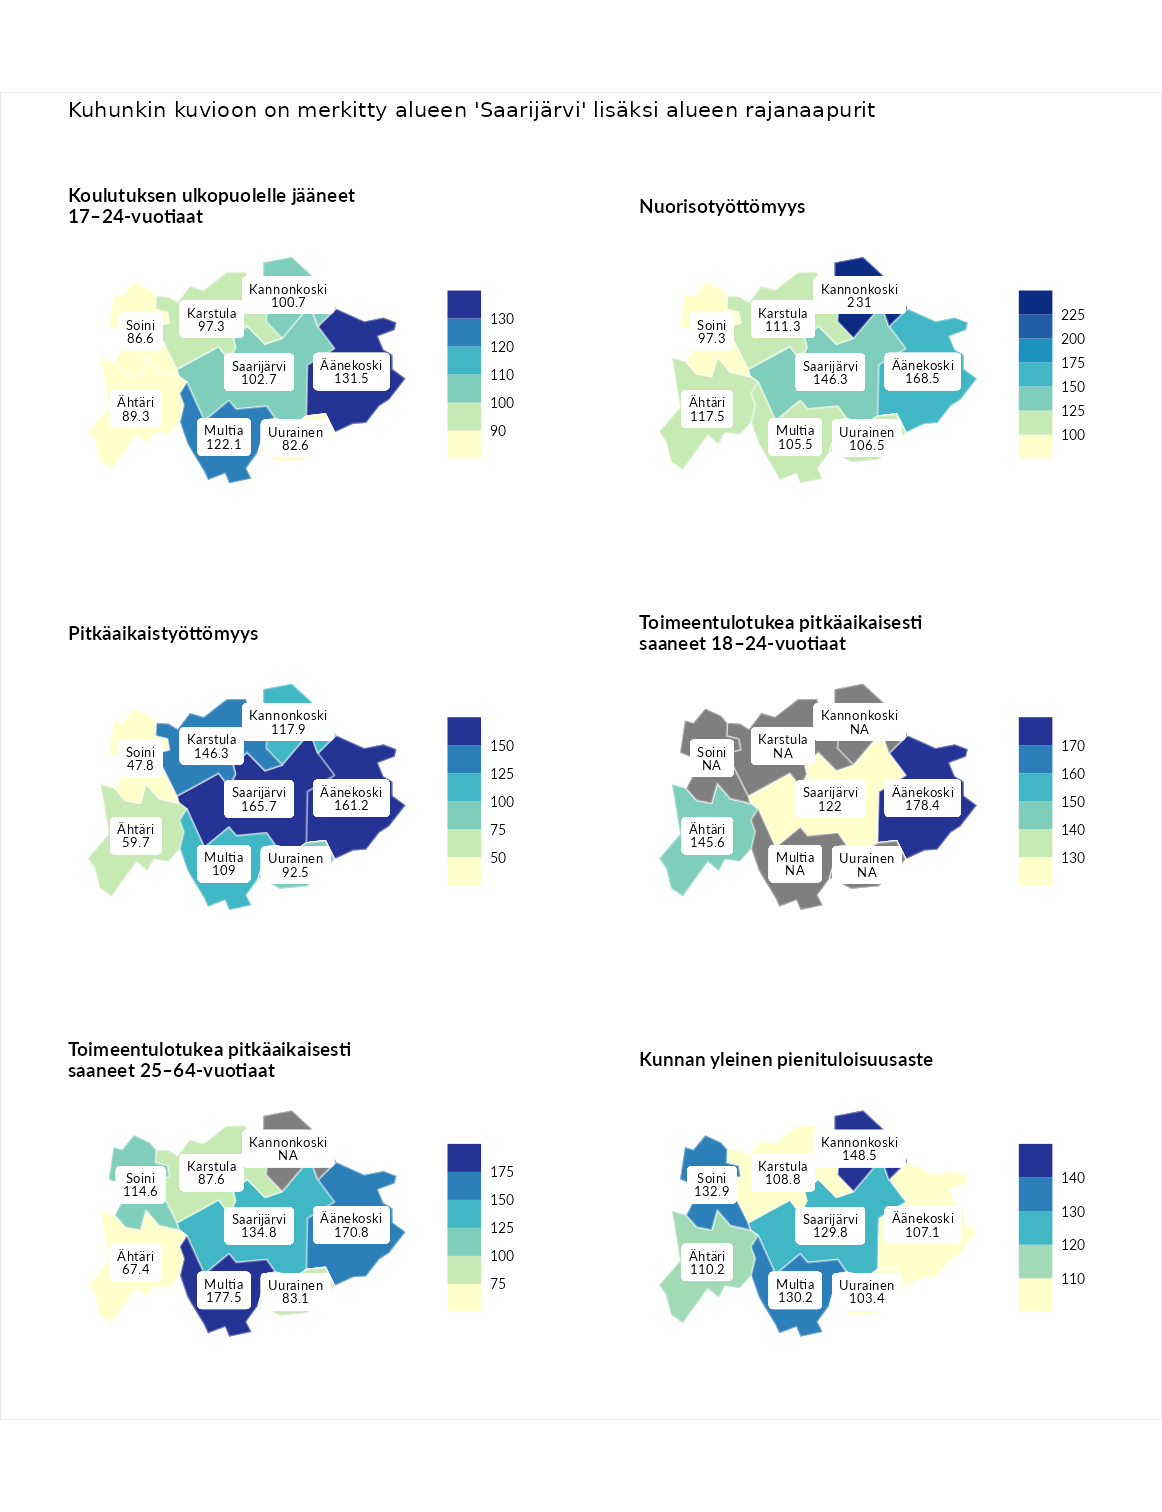 Kuhunkin kuvioon on merkitty alueen 'Saarijärvi' lisäksi alueen rajanaapurit
Koulutuksen ulkopuolelle jääneet
17–24-vuotiaat
Kannonkoski
100.7
Karstula
97.3
Soini
86.6
Saarijärvi
102.7
Äänekoski
131.5
Ähtäri
89.3
Multia
122.1
Uurainen
82.6
130
120
110
100
90
Nuorisotyöttömyys
Kannonkoski
231
Karstula
111.3
Soini
97.3
Saarijärvi
146.3
Äänekoski
168.5
Ähtäri
117.5
Multia
105.5
Uurainen
106.5
225
200
175
150
125
100
Pitkäaikaistyöttömyys
Kannonkoski
117.9
Karstula
146.3
Soini
47.8
Saarijärvi
165.7
Äänekoski
161.2
Ähtäri
59.7
Multia
109
Uurainen
92.5
150
125
100
75
50
Toimeentulotukea pitkäaikaisesti
saaneet 18–24-vuotiaat
Kannonkoski
NA
Karstula
NA
Soini
NA
Saarijärvi
122
Äänekoski
178.4
Ähtäri
145.6
Multia
NA
Uurainen
NA
170
160
150
140
130
Toimeentulotukea pitkäaikaisesti
saaneet 25–64-vuotiaat
Kannonkoski
NA
Karstula
87.6
Soini
114.6
Saarijärvi
134.8
Äänekoski
170.8
Ähtäri
67.4
Multia
177.5
Uurainen
83.1
175
150
125
100
75
Kunnan yleinen pienituloisuusaste
Kannonkoski
148.5
Karstula
108.8
Soini
132.9
Saarijärvi
129.8
Äänekoski
107.1
Ähtäri
110.2
Multia
130.2
Uurainen
103.4
140
130
120
110